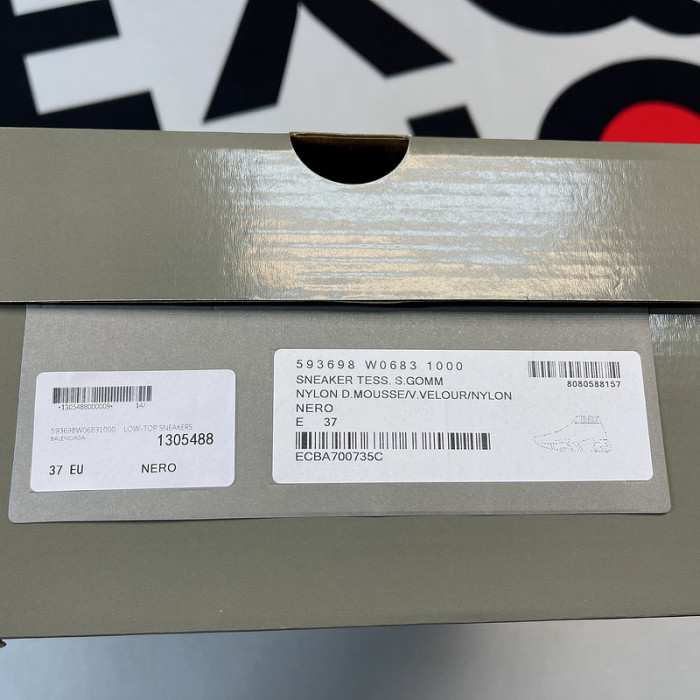 *1305488000009* 14/
593698W06831000 LOW-TOP SNEAKERS
BALENCIAGA
1305488
37 EU NERO
593698 W0683 1000
SNEAKER TESS. S.GOMM
NYLON D.MOUSSE/V.VELOUR/NYLON
NERO
E 37
ECBA700735C
8080588157